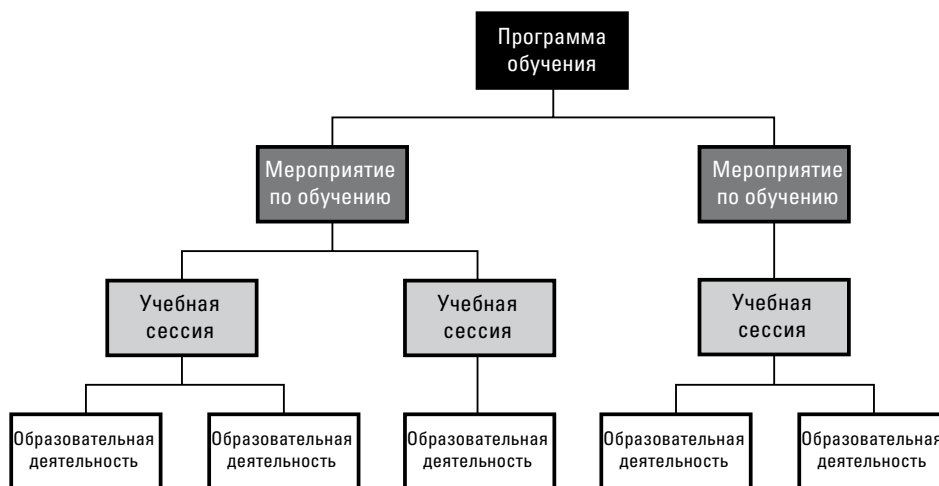 Программа
обучения
Мероприятие
по обучению
Мероприятие
по обучению
Учебная
сессия
Учебная
сессия
Учебная
сессия
Образовательная
деятельность
Образовательная
деятельность
Образовательная
деятельность
Образовательная
деятельность
Образовательная
деятельность